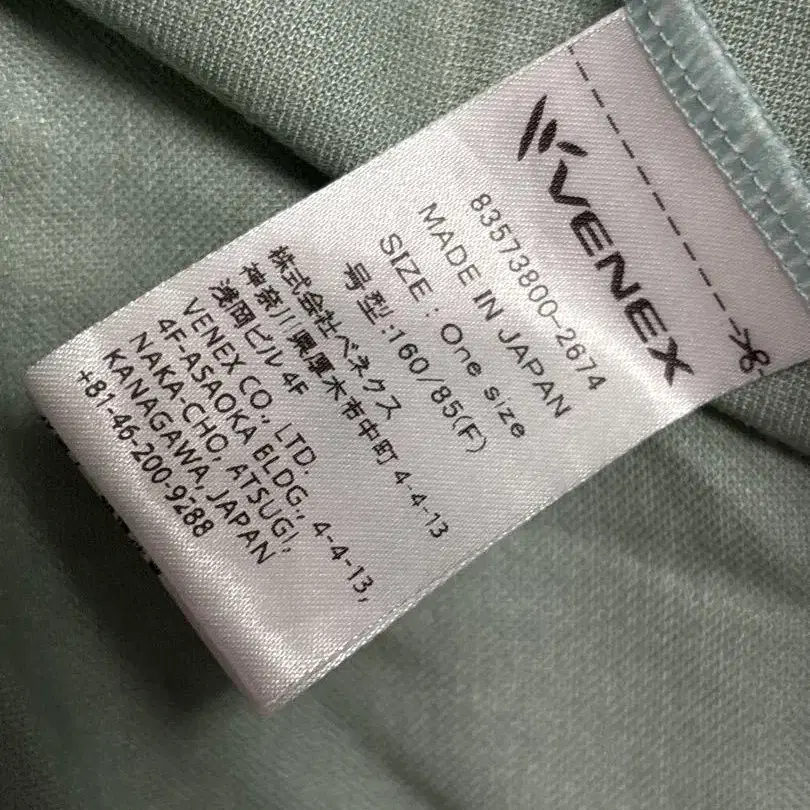 VENEX
83573800-2674
MADE IN JAPAN
SIZE : One size
号型:160/85(F)
株式会社ベネクス
神奈川県厚木市中町 4-4-13
浅岡ビル 4F
VENEX CO., LTD.
4F-ASAOKA BLDG., 4-4-13,
NAKA-CHO, ATSUGI,
KANAGAWA, JAPAN
+81-46-200-9288